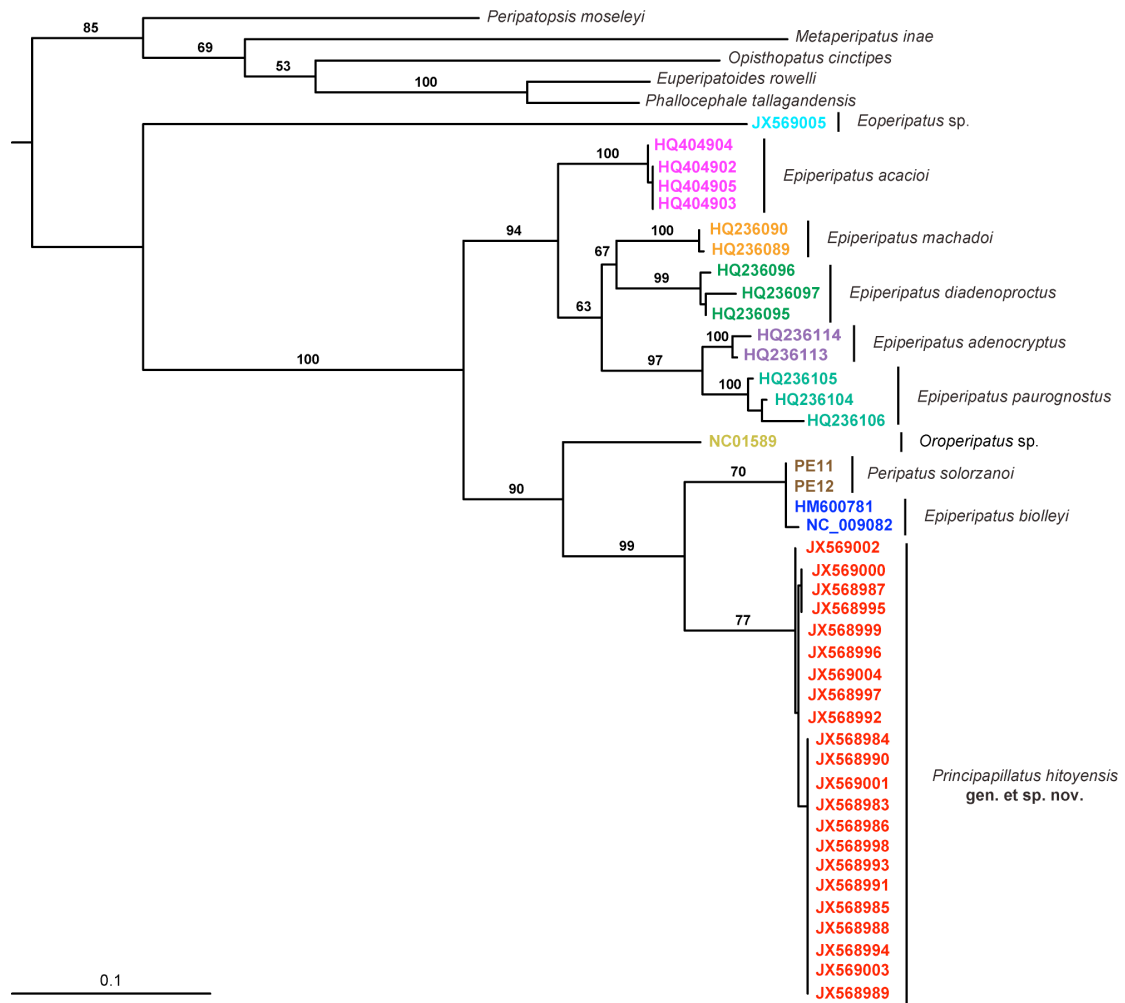 Peripatopsis moseleyi
85
Metaperipatus inae
69
Opisthopatus cinctipes
53
Euperipatoides rowelli
100
Phallocephale tallagandensis
JX569005
Eoperipatus sp.
HQ404904
100
HQ404902
Epiperipatus acacioi
HQ404905
HQ404903
HQ236090
94
100
Epiperipatus machadoi
HQ236089
67
HQ236096
99
HQ236097
Epiperipatus diadenoproctus
63
HQ236095
HQ236114
100
Epiperipatus adenocryptus
HQ236113
100
97
HQ236105
100
Epiperipatus paurognostus
HQ236104
HQ236106
NC01589
Oroperipatus sp.
PE11
70
Peripatus solorzanoi
PE12
90
HM600781
Epiperipatus biolleyi
NC_009082
99
JX569002
JX569000
JX568987
JX568995
77
JX568999
JX568996
JX569004
JX568997
JX568992
JX568984
JX568990
Principapillatus hitoyensis
gen. et sp. nov.
JX569001
JX568983
JX568986
JX568998
JX568993
JX568991
JX568985
JX568988
JX568994
JX569003
0.1
JX568989